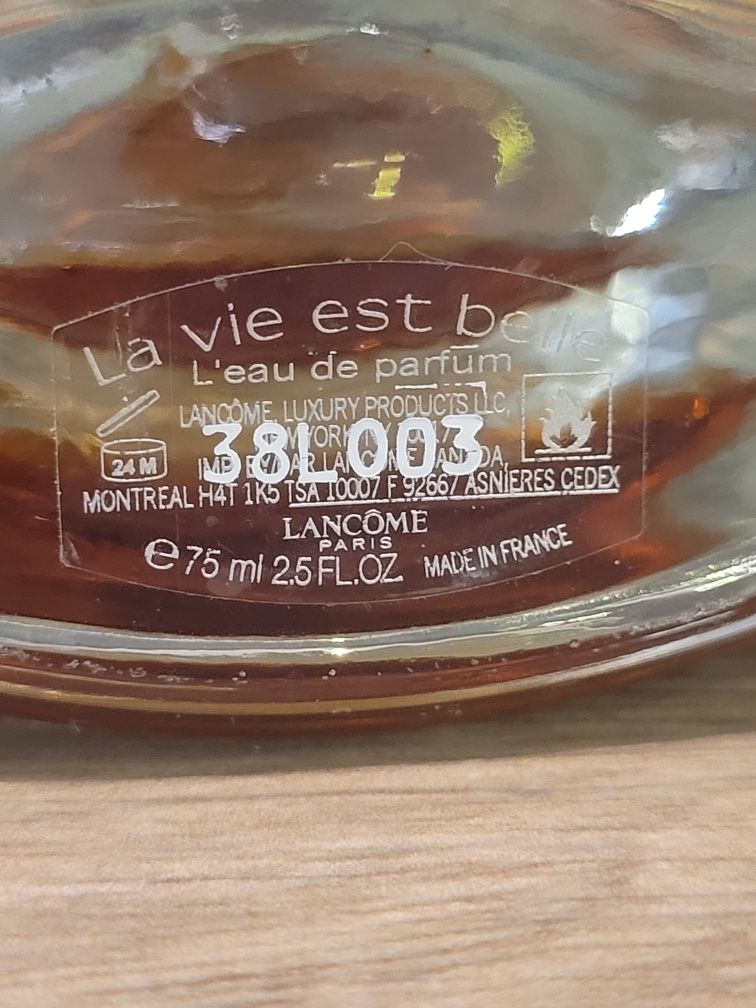 La vie est belle
L'eau de parfum
LANCÔME, LUXURY PRODUCTS LLC,
38L003
24 M
MONTREAL H4T 1K5 TSA 10007 F 92667 ASNIERES CEDEX
LANCÔME
PARIS
e 75 ml 2.5 FL.OZ MADE IN FRANCE